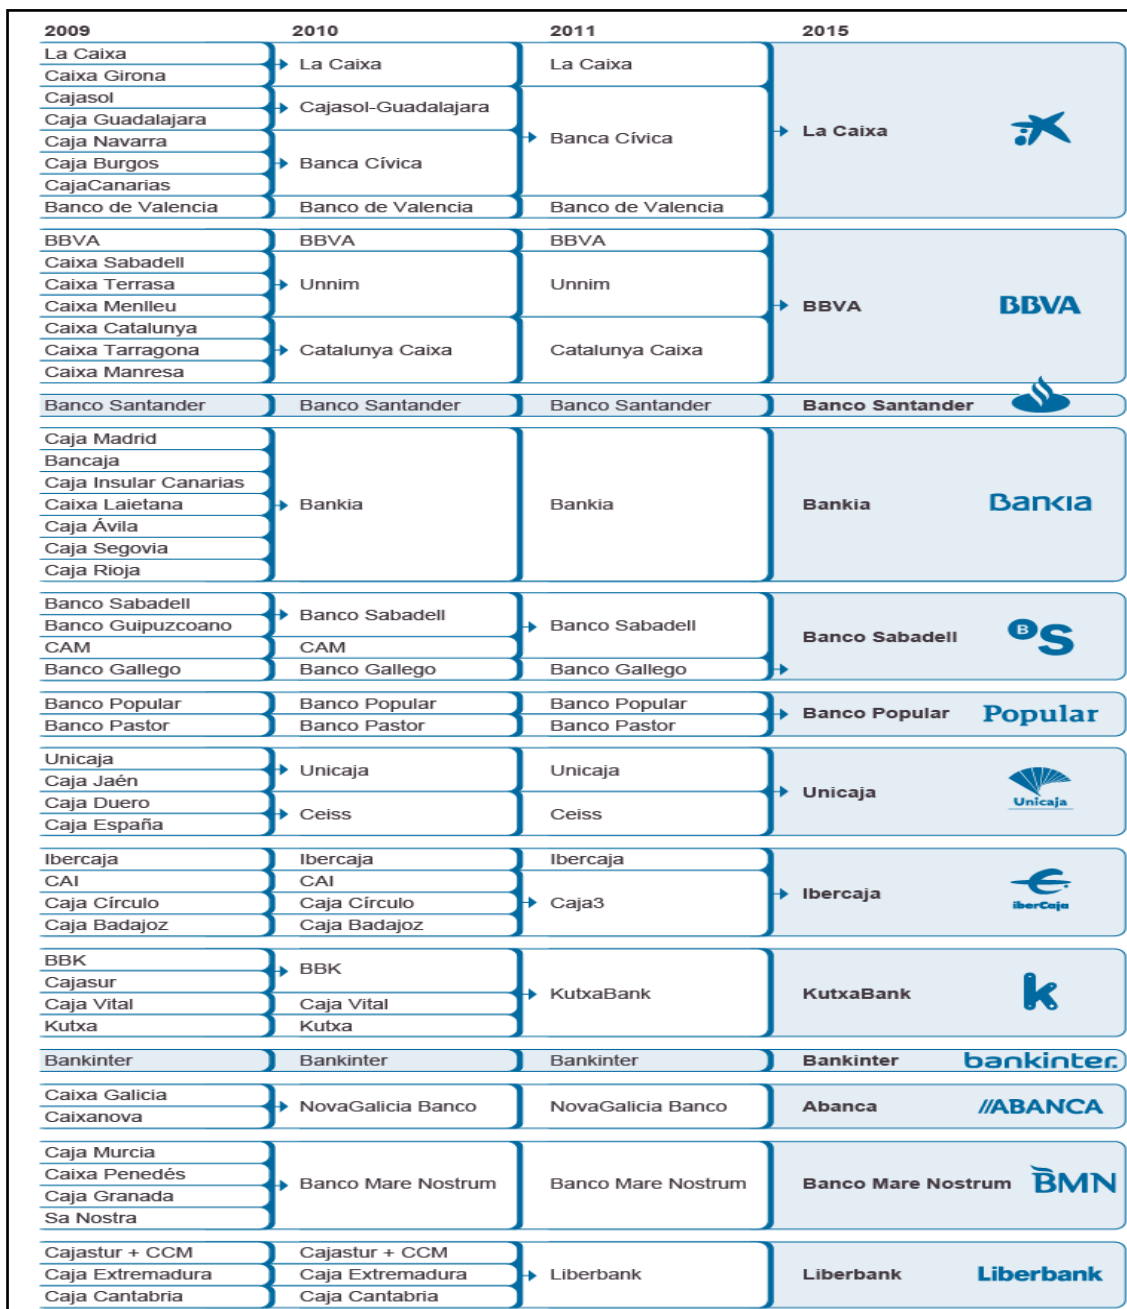 2009 2010 2011 2015
La Caixa
Caixa Girona
La Caixa
La Caixa
Cajasol
Caja Guadalajara
Cajasol-Guadalajara
Caja Navarra
Caja Burgos
CajaCanarias
Banca Cívica
Banca Cívica
La Caixa
Banco de Valencia
Banco de Valencia
Banco de Valencia
BBVA
BBVA
BBVA
Caixa Sabadell
Caixa Terrasa
Caixa Menlleu
Unnim
Unnim
BBVA
BBVA
Caixa Catalunya
Caixa Tarragona
Caixa Manresa
Catalunya Caixa
Catalunya Caixa
Banco Santander
Banco Santander
Banco Santander
Banco Santander
Caja Madrid
Bancaja
Caja Insular Canarias
Caixa Laietana
Caja Ávila
Caja Segovia
Caja Rioja
Bankia
Bankia
Bankia
Bankia
Banco Sabadell
Banco Guipuzcoano
Banco Sabadell
Banco Sabadell
Banco Sabadell
BS
CAM
CAM
Banco Gallego
Banco Gallego
Banco Gallego
Banco Popular
Banco Popular
Banco Popular
Banco Popular
Popular
Banco Pastor
Banco Pastor
Banco Pastor
Unicaja
Caja Jaén
Unicaja
Unicaja
Unicaja
Unicaja
Caja Duero
Caja España
Ceiss
Ceiss
Ibercaja
Ibercaja
Ibercaja
Ibercaja
iberCaja
CAI
CAI
Caja Círculo
Caja Círculo
Caja3
Caja Badajoz
Caja Badajoz
BBK
Cajasur
BBK
KutxaBank
KutxaBank
k
Caja Vital
Caja Vital
Kutxa
Kutxa
Bankinter
Bankinter
Bankinter
Bankinter
bankinter.
Caixa Galicia
Caixanova
NovaGalicia Banco
NovaGalicia Banco
Abanca
//ABANCA
Caja Murcia
Caixa Penedés
Caja Granada
Sa Nostra
Banco Mare Nostrum
Banco Mare Nostrum
Banco Mare Nostrum
BMN
Cajastur + CCM
Cajastur + CCM
Caja Extremadura
Caja Extremadura
Liberbank
Liberbank
Liberbank
Caja Cantabria
Caja Cantabria